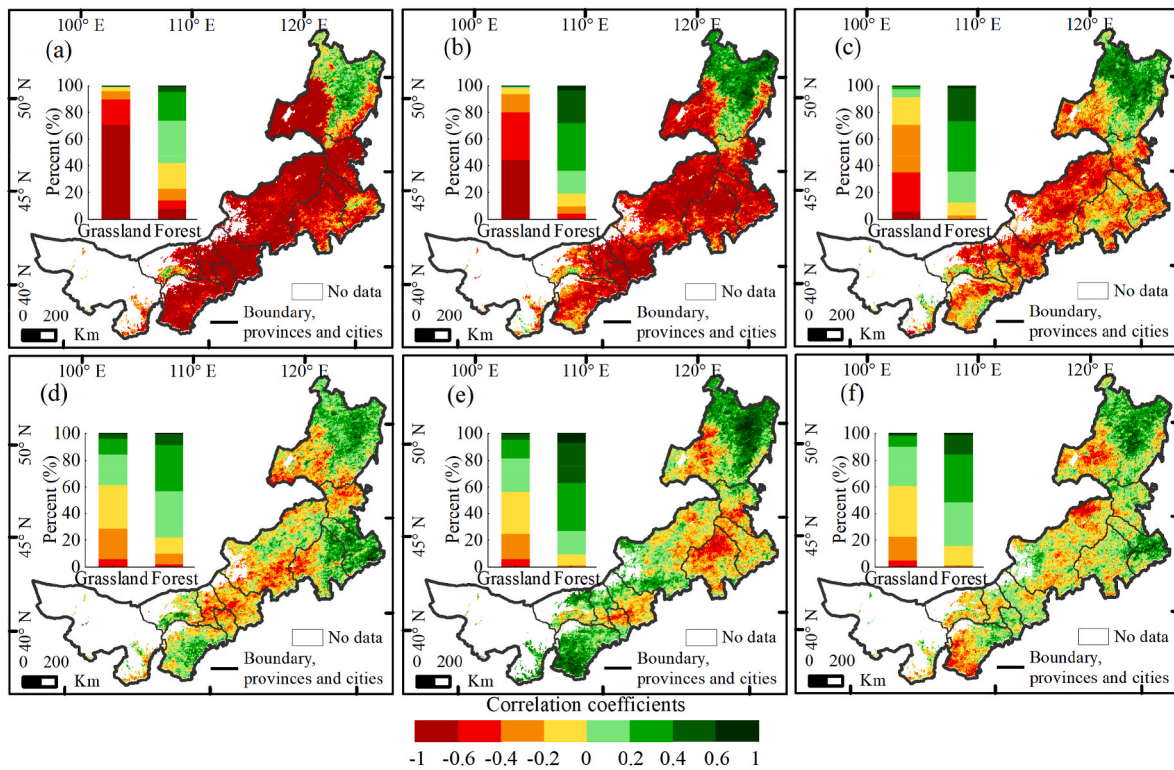 100° E 110° E 120° E
(a)
100
80
60
40
20
0
Percent (%)
Grassland Forest
50° N
45° N
40° N
0 200
Km
No data
Boundary,
provinces and cities
100° E 110° E 120° E
(b)
100
80
60
40
20
0
Percent (%)
Grassland Forest
50° N
45° N
40° N
0 200
Km
No data
Boundary,
provinces and cities
100° E 110° E 120° E
(c)
100
80
60
40
20
0
Percent (%)
Grassland Forest
50° N
45° N
40° N
0 200
Km
No data
Boundary,
provinces and cities
100° E 110° E 120° E
(d)
100
80
60
40
20
0
Percent (%)
Grassland Forest
50° N
45° N
40° N
0 200
Km
No data
Boundary,
provinces and cities
100° E 110° E 120° E
(e)
100
80
60
40
20
0
Percent (%)
Grassland Forest
50° N
45° N
40° N
0 200
Km
No data
Boundary,
provinces and cities
100° E 110° E 120° E
(f)
100
80
60
40
20
0
Percent (%)
Grassland Forest
50° N
45° N
40° N
0 200
Km
No data
Boundary,
provinces and cities
Correlation coefficients
-1 -0.6 -0.4 -0.2 0 0.2 0.4 0.6 1